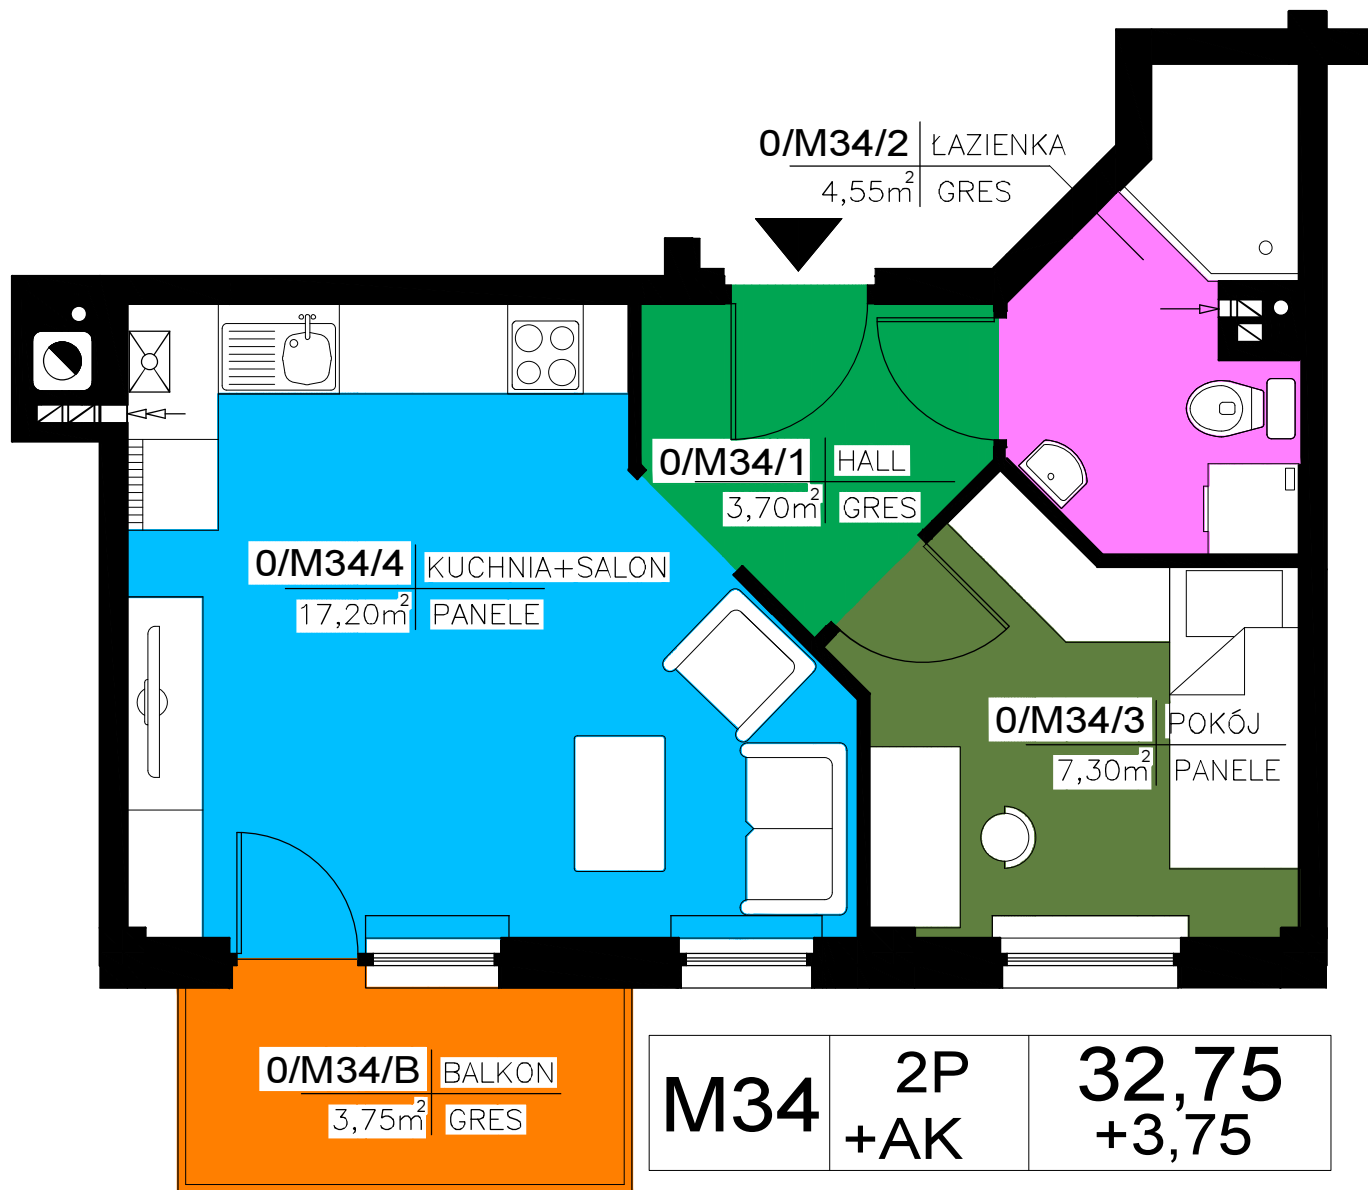 0/M34/2 ŁAZIENKA
4,55m² GRES
0/M34/1 HALL
3,70m² GRES
0/M34/4 KUCHNIA+SALON
17,20m² PANELE
0/M34/3 POKÓJ
7,30m² PANELE
0/M34/B BALKON
3,75m² GRES
M34
2P
+AK
32,75
+3,75